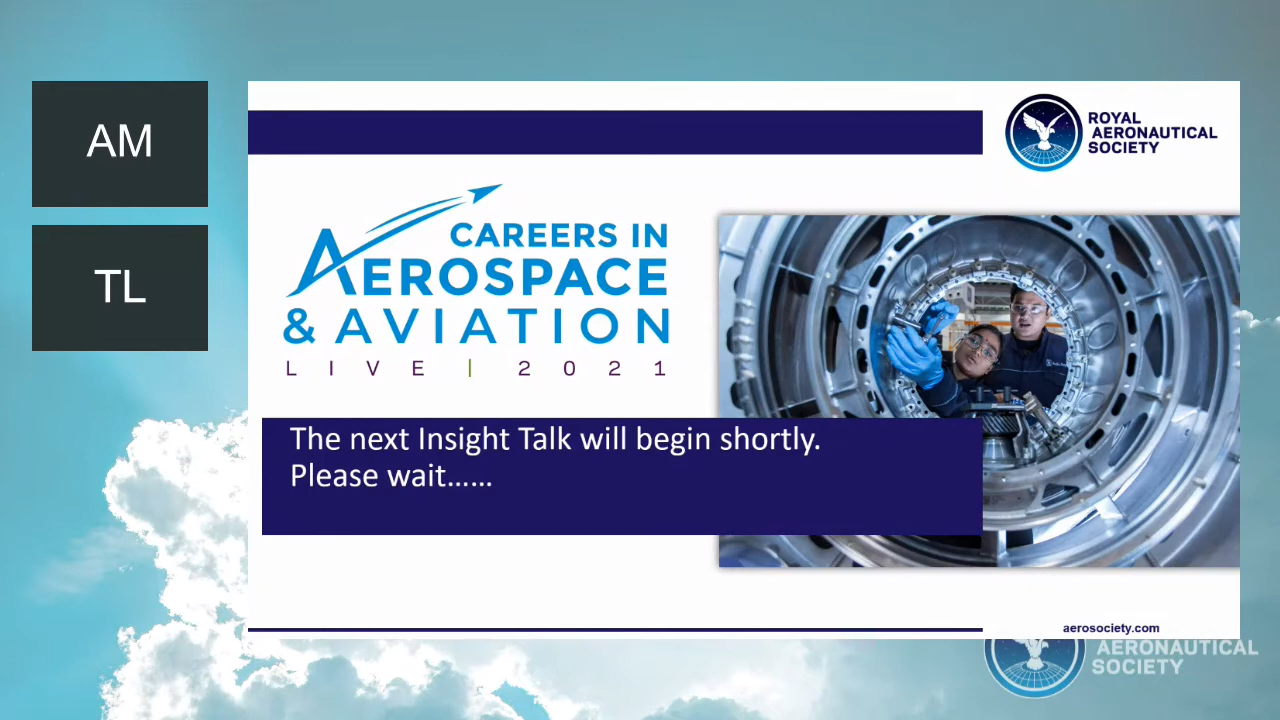 AM
TL
ROYAL
AERONAUTICAL
SOCIETY
CAREERS IN
AEROSPACE
& AVIATION
LIVE | 2021
The next Insight Talk will begin shortly.
Please wait......
aerosociety.com
AERONAUTICAL
SOCIETY